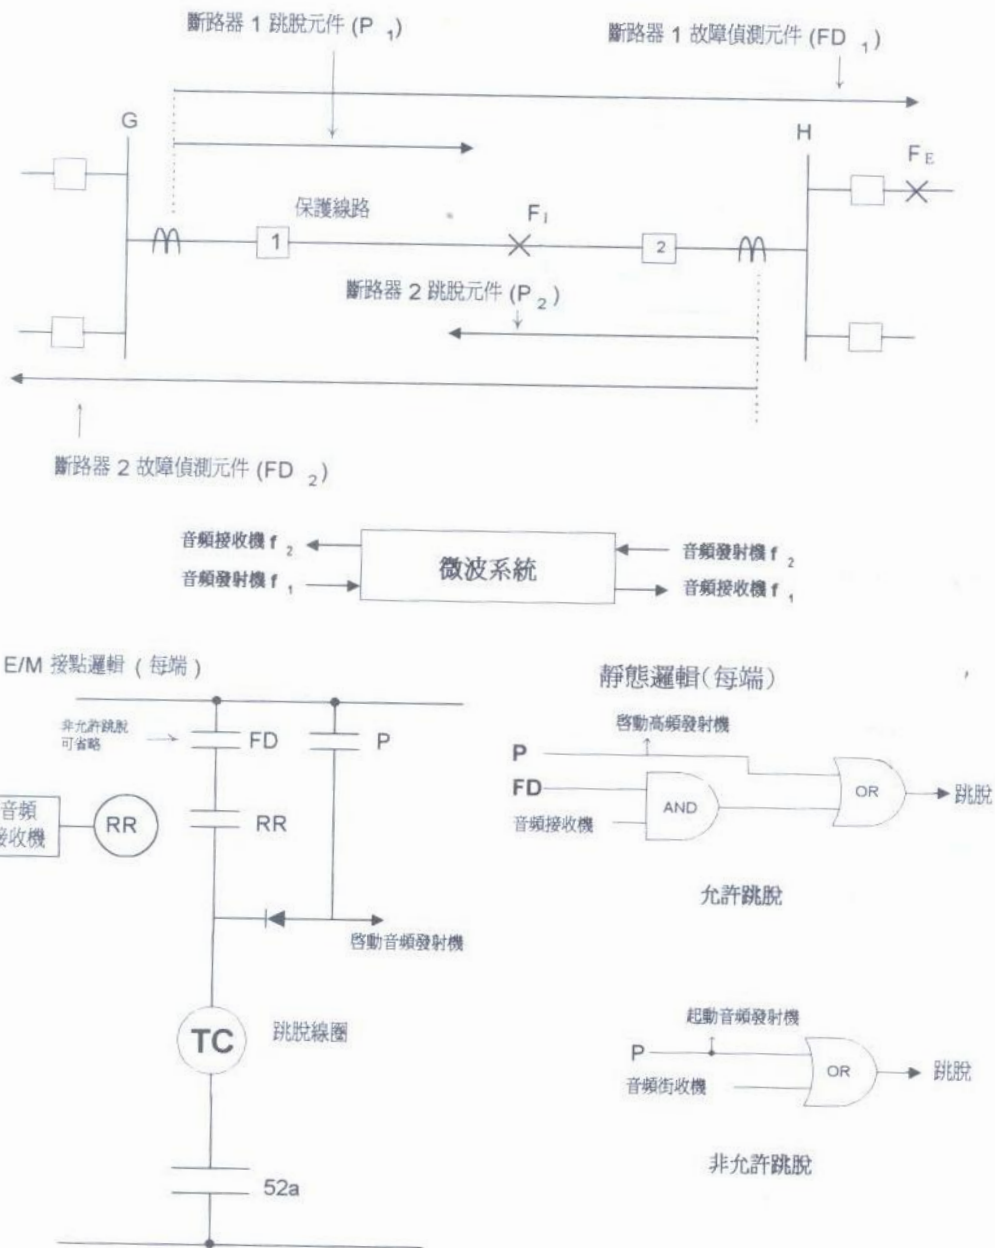 斷路器 1 跳脫元件 (P 1)
斷路器 1 故障偵測元件 (FD 1)
G
H
F E
保護線路
F I
1
2
斷路器 2 跳脫元件 (P 2)
斷路器 2 故障偵測元件 (FD 2)
音頻接收機 f 2
音頻發射機 f 1
微波系統
音頻發射機 f 2
音頻接收機 f 1
E/M 接點邏輯 ( 每端 )
非允許跳脫
可省略
FD
P
音頻
接收機
RR
RR
啓動音頻發射機
TC
跳脫線圈
52a
靜態邏輯(每端)
啓動高頻發射機
P
FD
音頻接收機
AND
OR
跳脫
允許跳脫
起動音頻發射機
P
音頻街收機
OR
跳脫
非允許跳脫